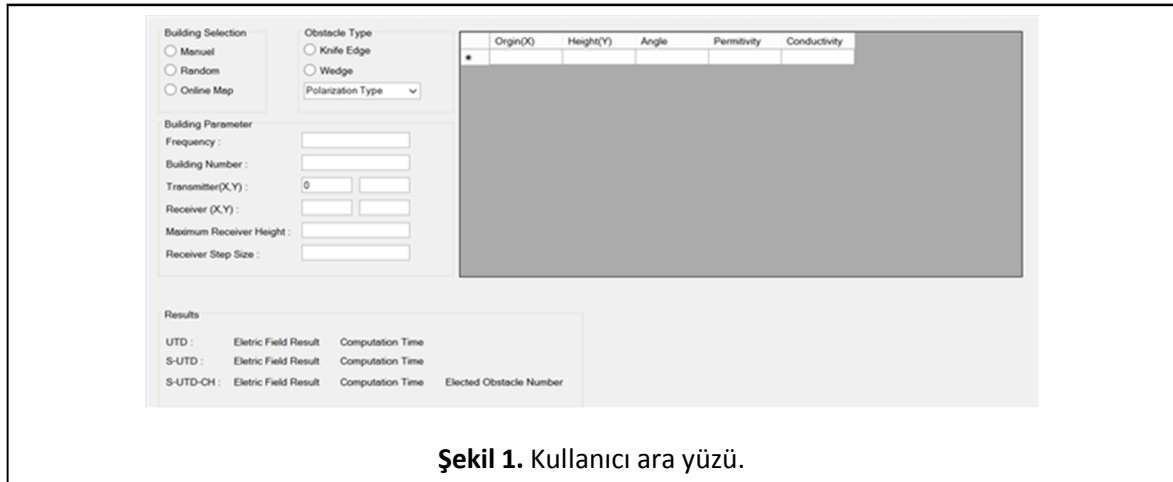 Building Selection
Manuel
Random
Online Map
Obstacle Type
Knife Edge
Wedge
Polarization Type
Orgin(X) Height(Y) Angle Permitivity Conductivity
Building Parameter
Frequency :
Building Number :
Transmitter(X,Y) : 0
Receiver (X,Y) :
Maximum Receiver Height :
Receiver Step Size :
Results
UTD : Eletric Field Result Computation Time
S-UTD : Eletric Field Result Computation Time
S-UTD-CH : Eletric Field Result Computation Time Elected Obstacle Number
Şekil 1. Kullanıcı ara yüzü.